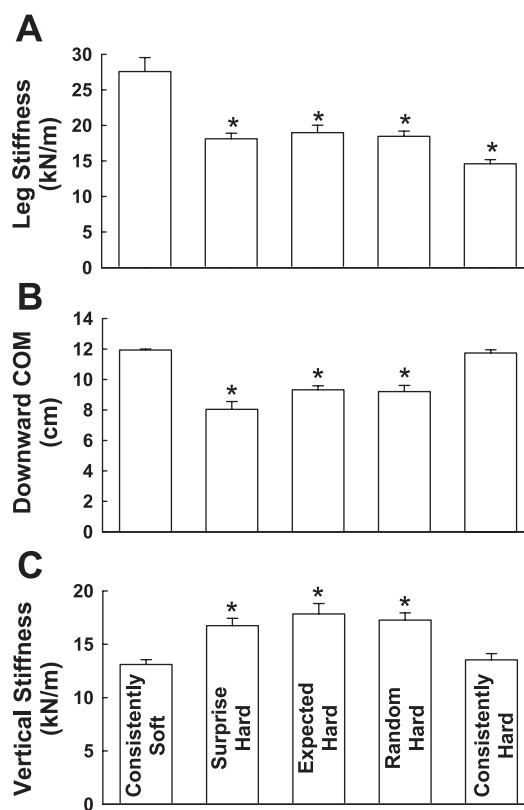 A
Leg Stiffness
(kN/m)
30
25
20
15
10
5
0
*
*
*
*
B
Downward COM
(cm)
14
12
10
8
6
4
2
0
*
*
*
C
Vertical Stiffness
(kN/m)
20
15
10
5
0
*
*
*
Consistently
Soft
Surprise
Hard
Expected
Hard
Random
Hard
Consistently
Hard